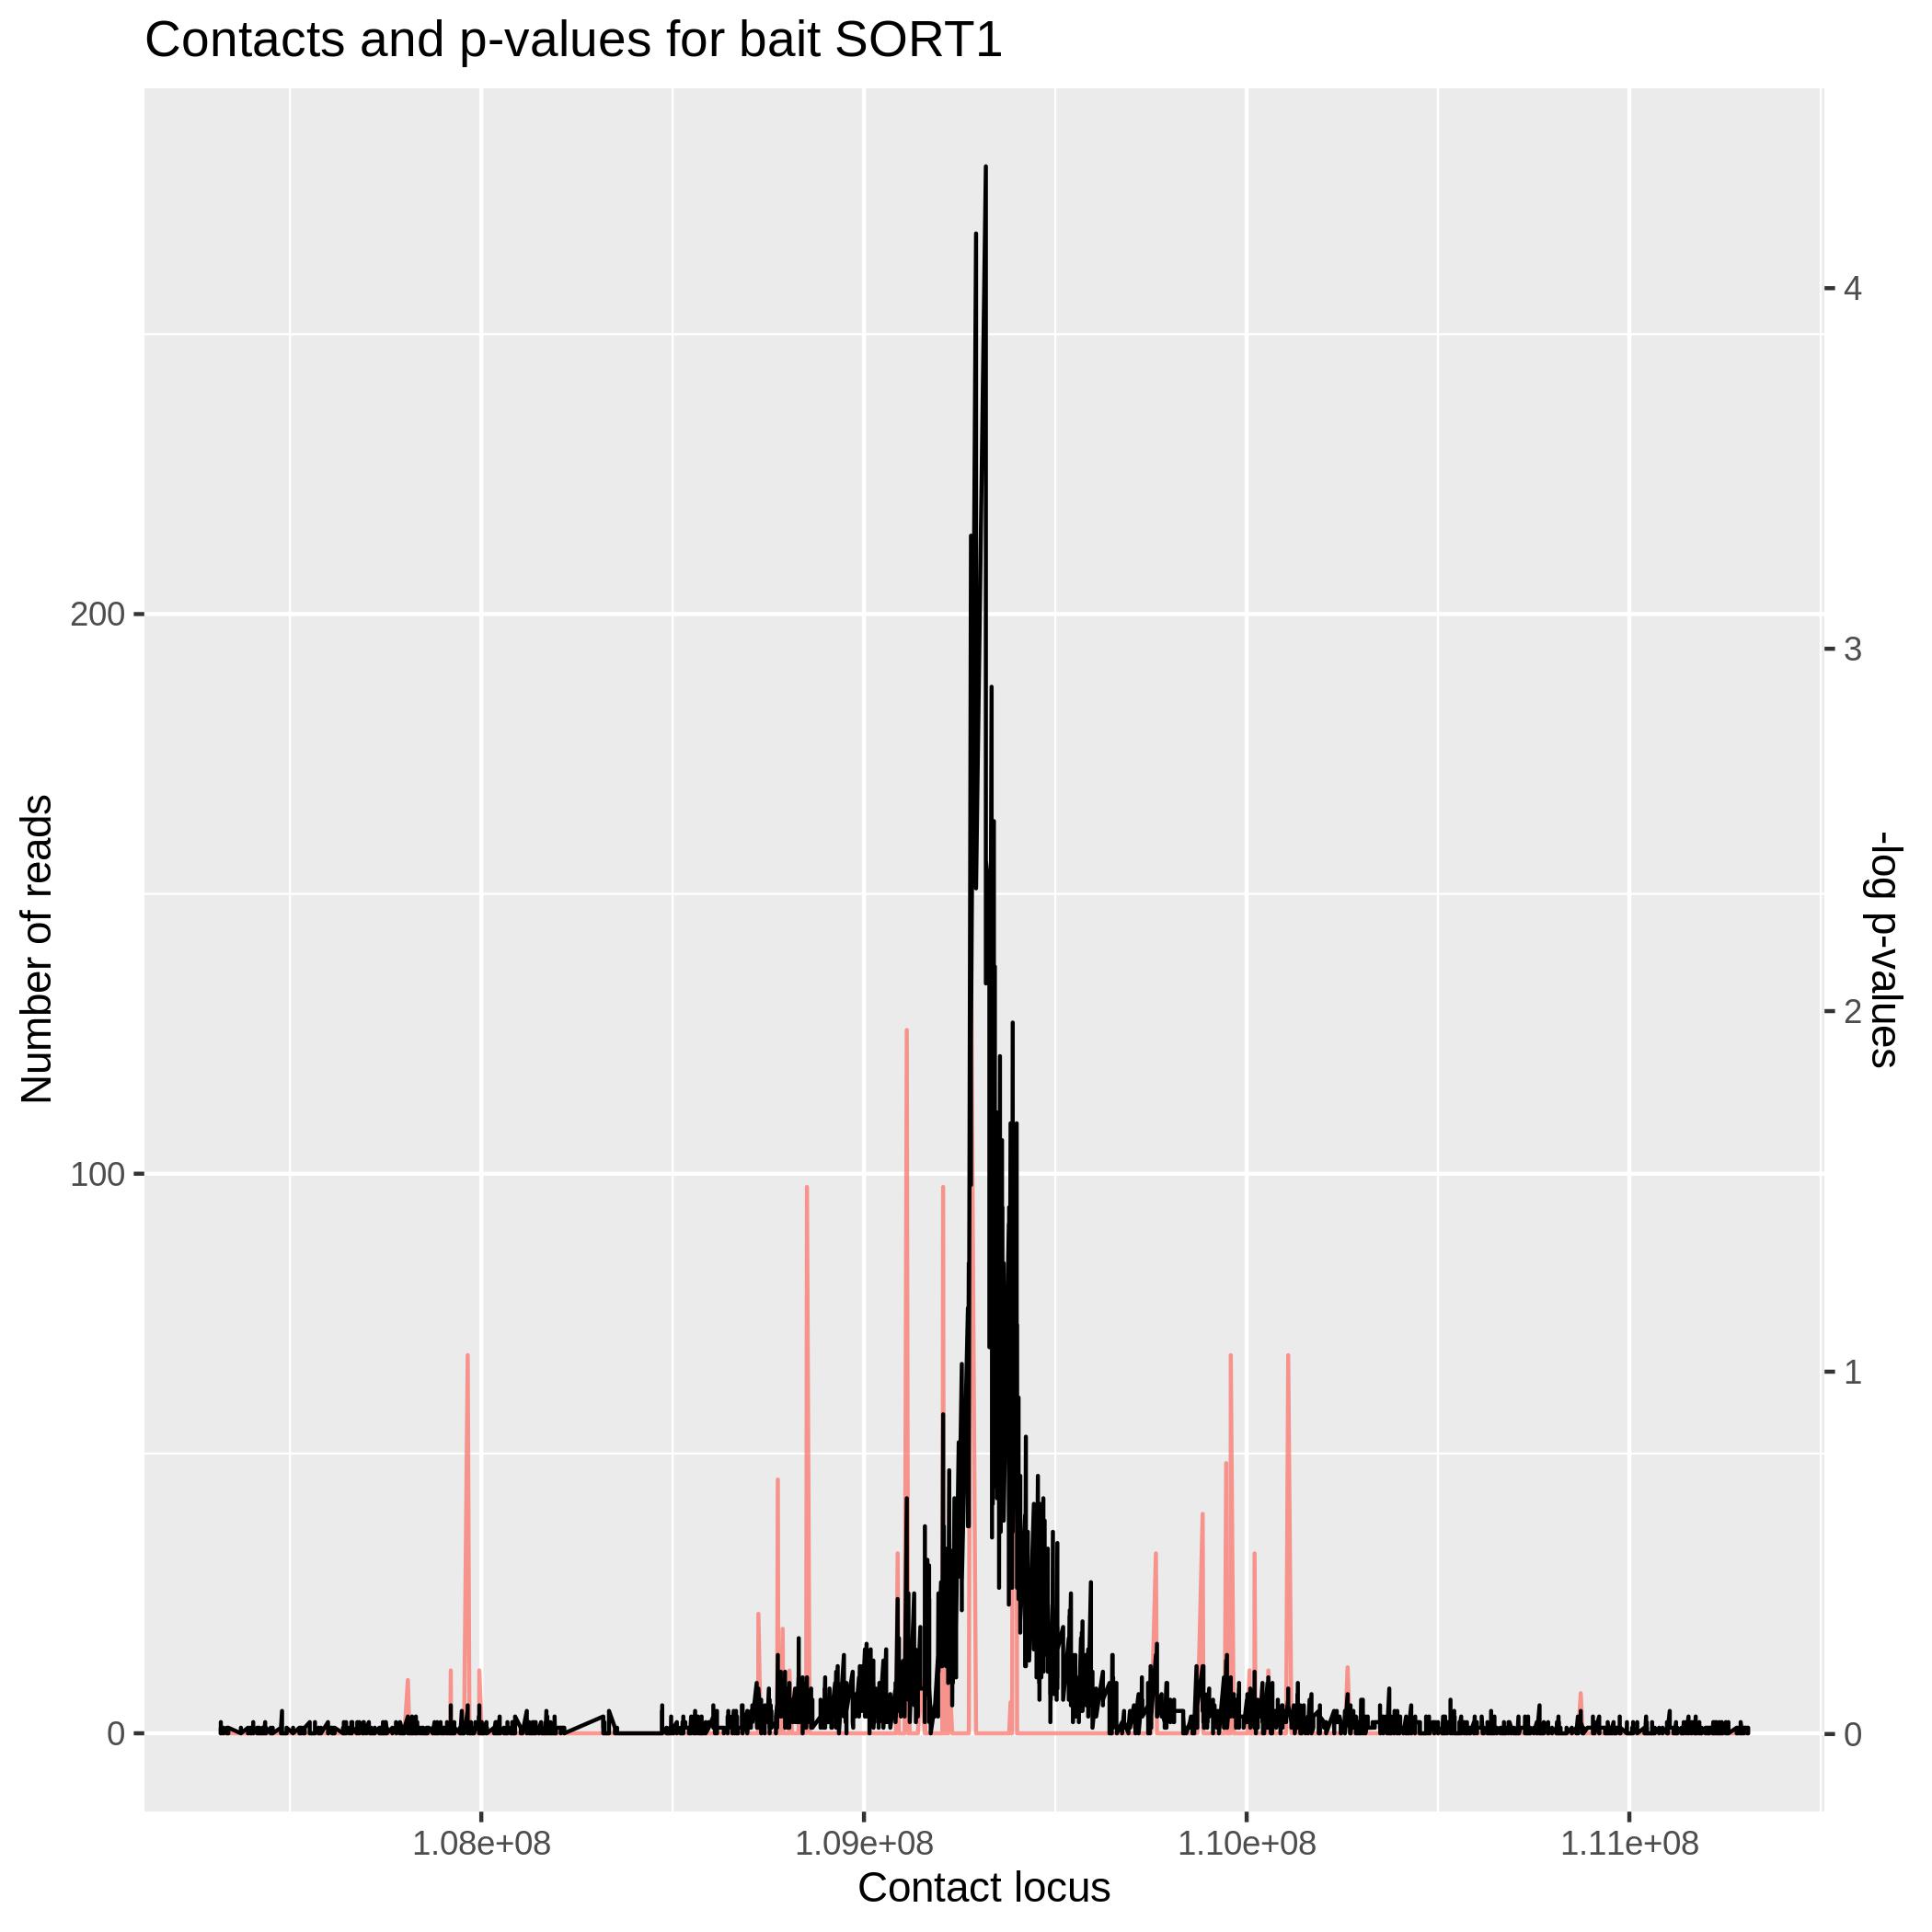 Contacts and p-values for bait SORT1
Number of reads
200
100
0
4
3
2
1
0
-log p-values
1.08e+08
1.09e+08
1.10e+08
1.11e+08
Contact locus